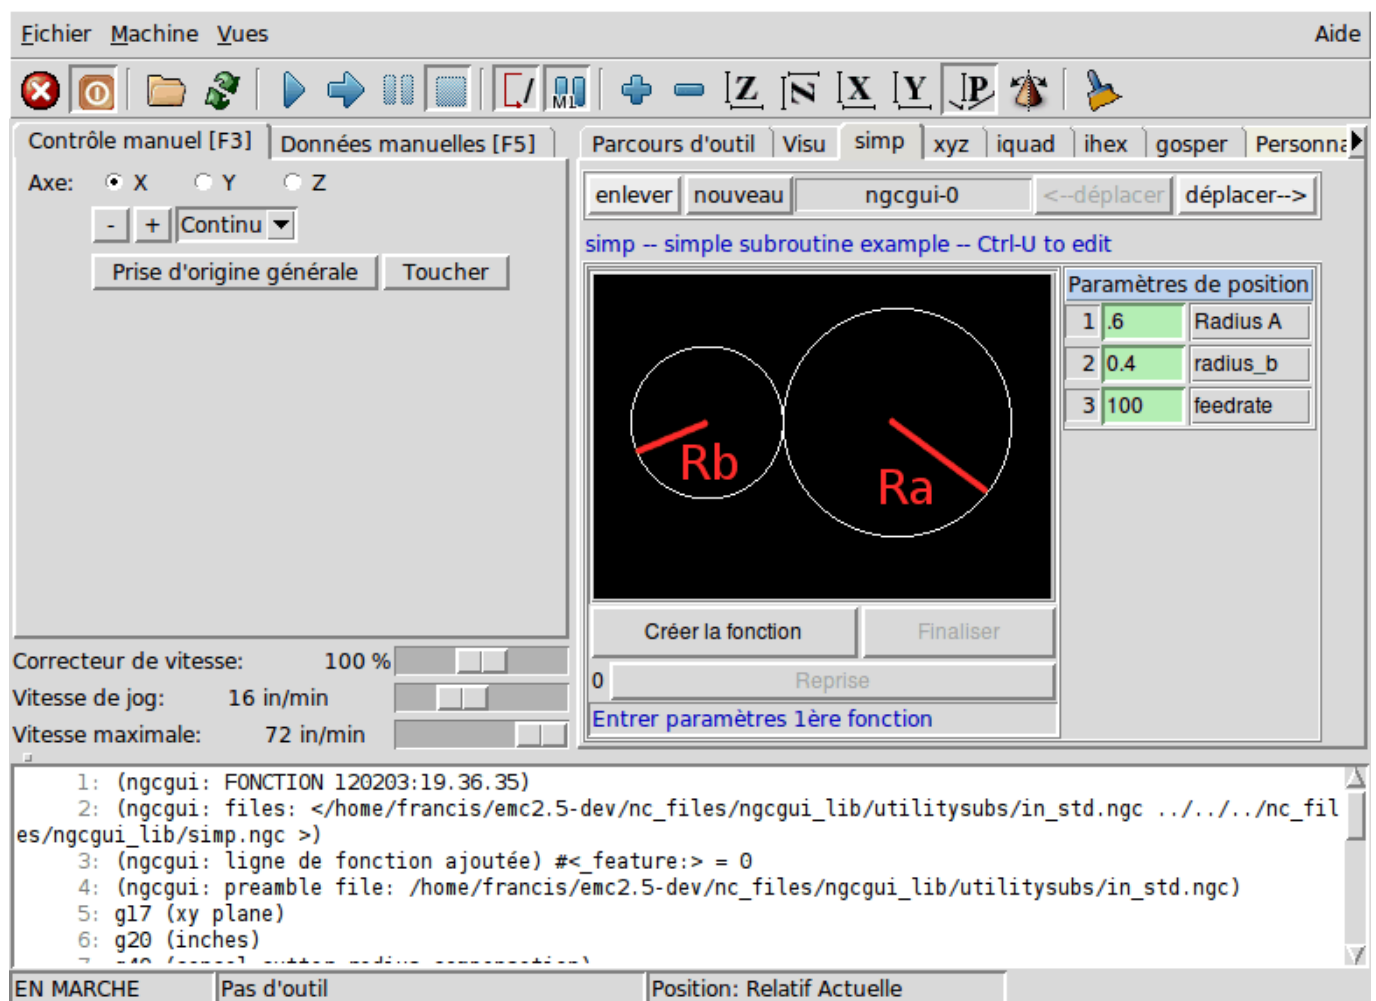 Fichier Machine Vues Aide
M1 Z N X Y P
Contrôle manuel [F3] Données manuelles [F5]
Axe: X Y Z
- + Continu
Prise d'origine générale Toucher
Parcours d'outil Visu simp xyz iquad ihex gosper Personna
enlever nouveau ngcgui-0 <--déplacer déplacer-->
simp -- simple subroutine example -- Ctrl-U to edit
Rb
Ra
Paramètres de position
1 .6 Radius A
2 0.4 radius_b
3 100 feedrate
Créer la fonction Finaliser
0 Reprise
Entrer paramètres 1ère fonction
Correcteur de vitesse: 100 %
Vitesse de jog: 16 in/min
Vitesse maximale: 72 in/min
1: (ngcgui: FONCTION 120203:19.36.35)
2: (ngcgui: files: </home/francis/emc2.5-dev/nc_files/ngcgui_lib/utilitysubs/in_std.ngc ../../../nc_fil
es/ngcgui_lib/simp.ngc >)
3: (ngcgui: ligne de fonction ajoutée) #<_feature:> = 0
4: (ngcgui: preamble file: /home/francis/emc2.5-dev/nc_files/ngcgui_lib/utilitysubs/in_std.ngc)
5: g17 (xy plane)
6: g20 (inches)
EN MARCHE Pas d'outil Position: Relatif Actuelle